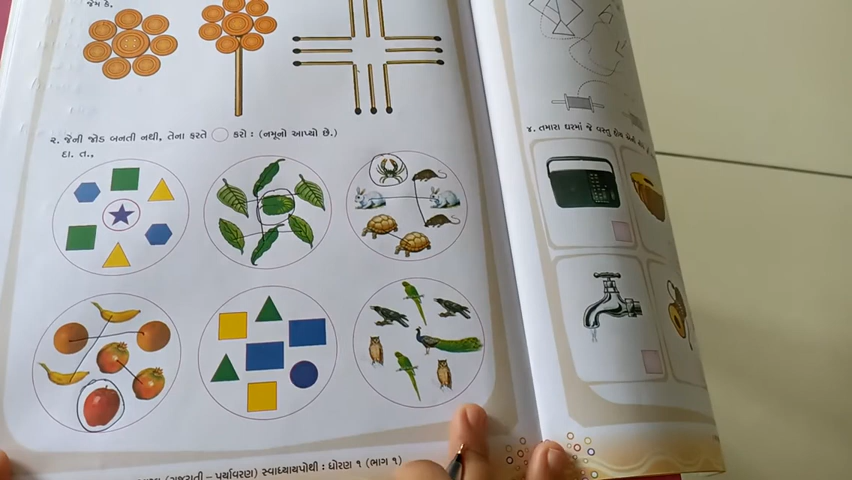 જેમ કે,
૨. જેની જોડ બનતી નથી, તેના ફરતે કરો : (નમૂનો આપ્યો છે.)
દા. ત.,
૪. તમારા ઘરમાં જે વસ્તુ હોય
(ગુજરાતી – પર્યાવરણ) સ્વાધ્યાયપોથી : ધોરણ ૧ (ભાગ ૧)